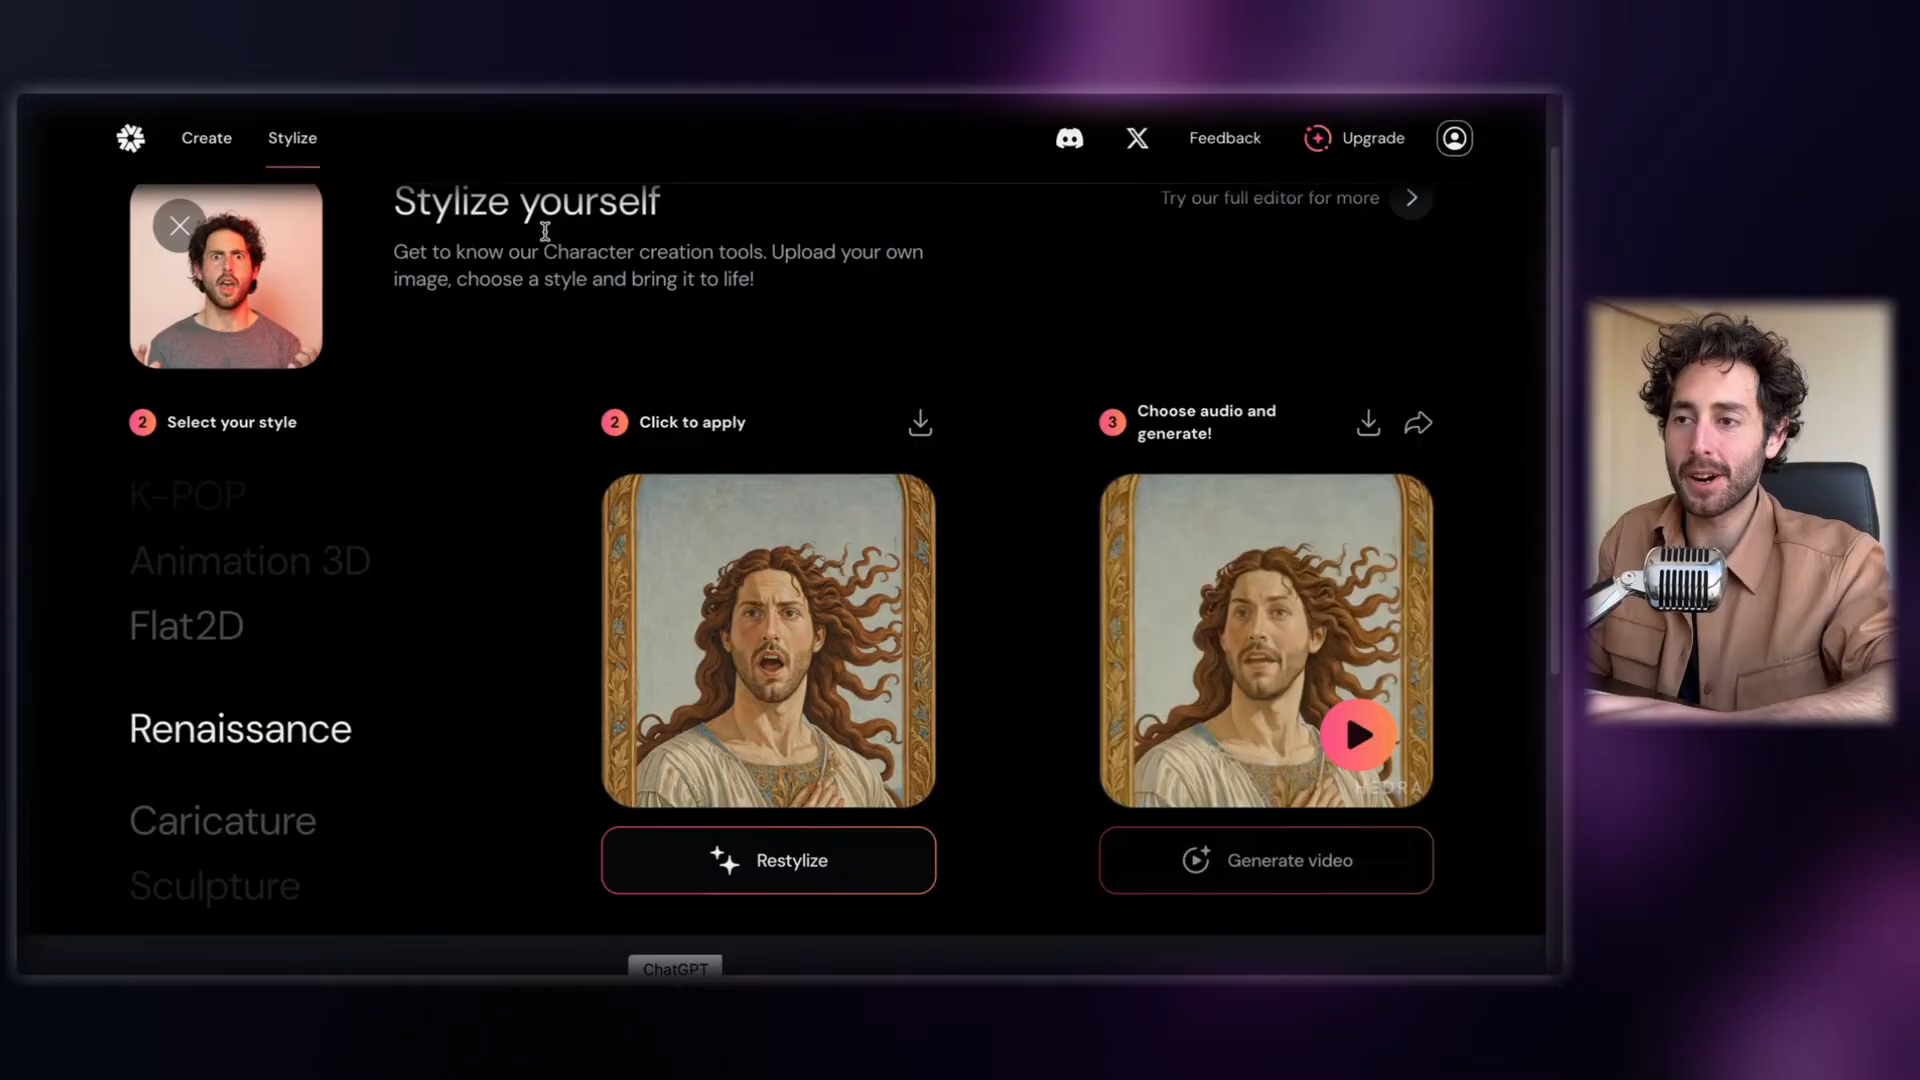 Create
Stylize
Feedback
Upgrade
Stylize yourself
Try our full editor for more
Get to know our Character creation tools. Upload your own
image, choose a style and bring it to life!
2 Select your style
2 Click to apply
3 Choose audio and
generate!
K-POP
Animation 3D
Flat2D
Renaissance
Caricature
Sculpture
HEDRA
Restylize
Generate video
ChatGPT